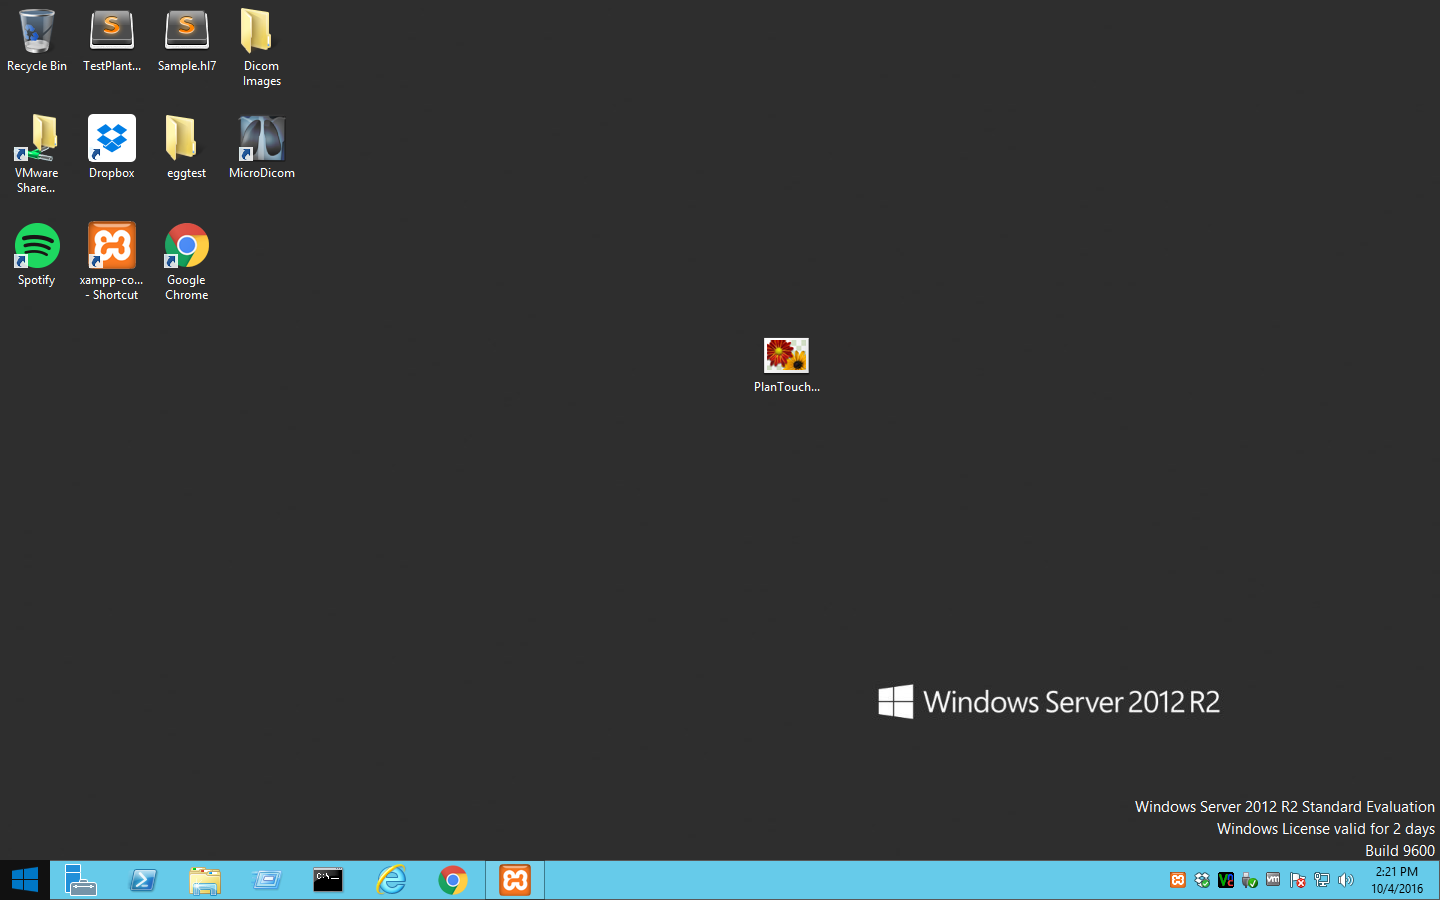 Recycle Bin
TestPlant...
Sample.hl7
Dicom
Images
VMware
Share...
Dropbox
eggtest
MicroDicom
Spotify
xampp-co...
- Shortcut
Google
Chrome
PlanTouch...
Windows Server 2012 R2
Windows Server 2012 R2 Standard Evaluation
Windows License valid for 2 days
Build 9600
C:\_
vm
2:21 PM
10/4/2016